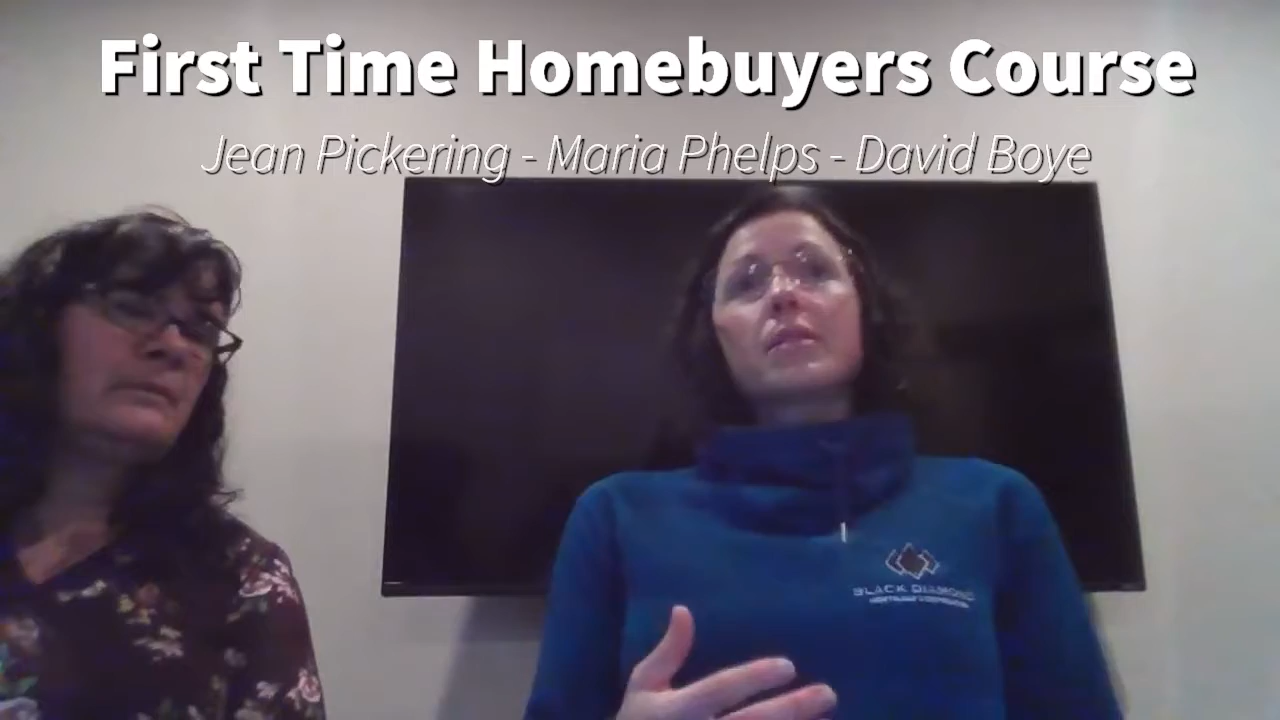 First Time Homebuyers Course
Jean Pickering - Maria Phelps - David Boye
BLACK DIAMOND